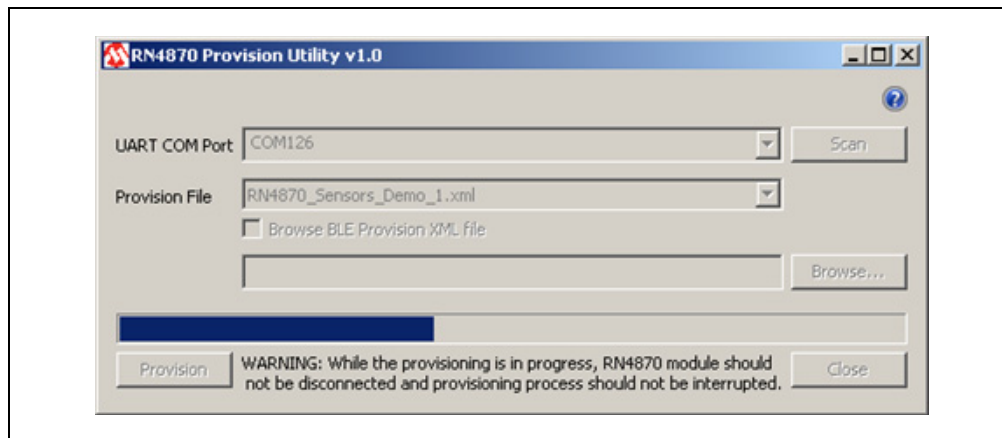 RN4870 Provision Utility v1.0
UART COM Port COM126 Scan
Provision File RN4870_Sensors_Demo_1.xml
Browse BLE Provision XML file
Browse...
Provision WARNING: While the provisioning is in progress, RN4870 module should
not be disconnected and provisioning process should not be interrupted. Close